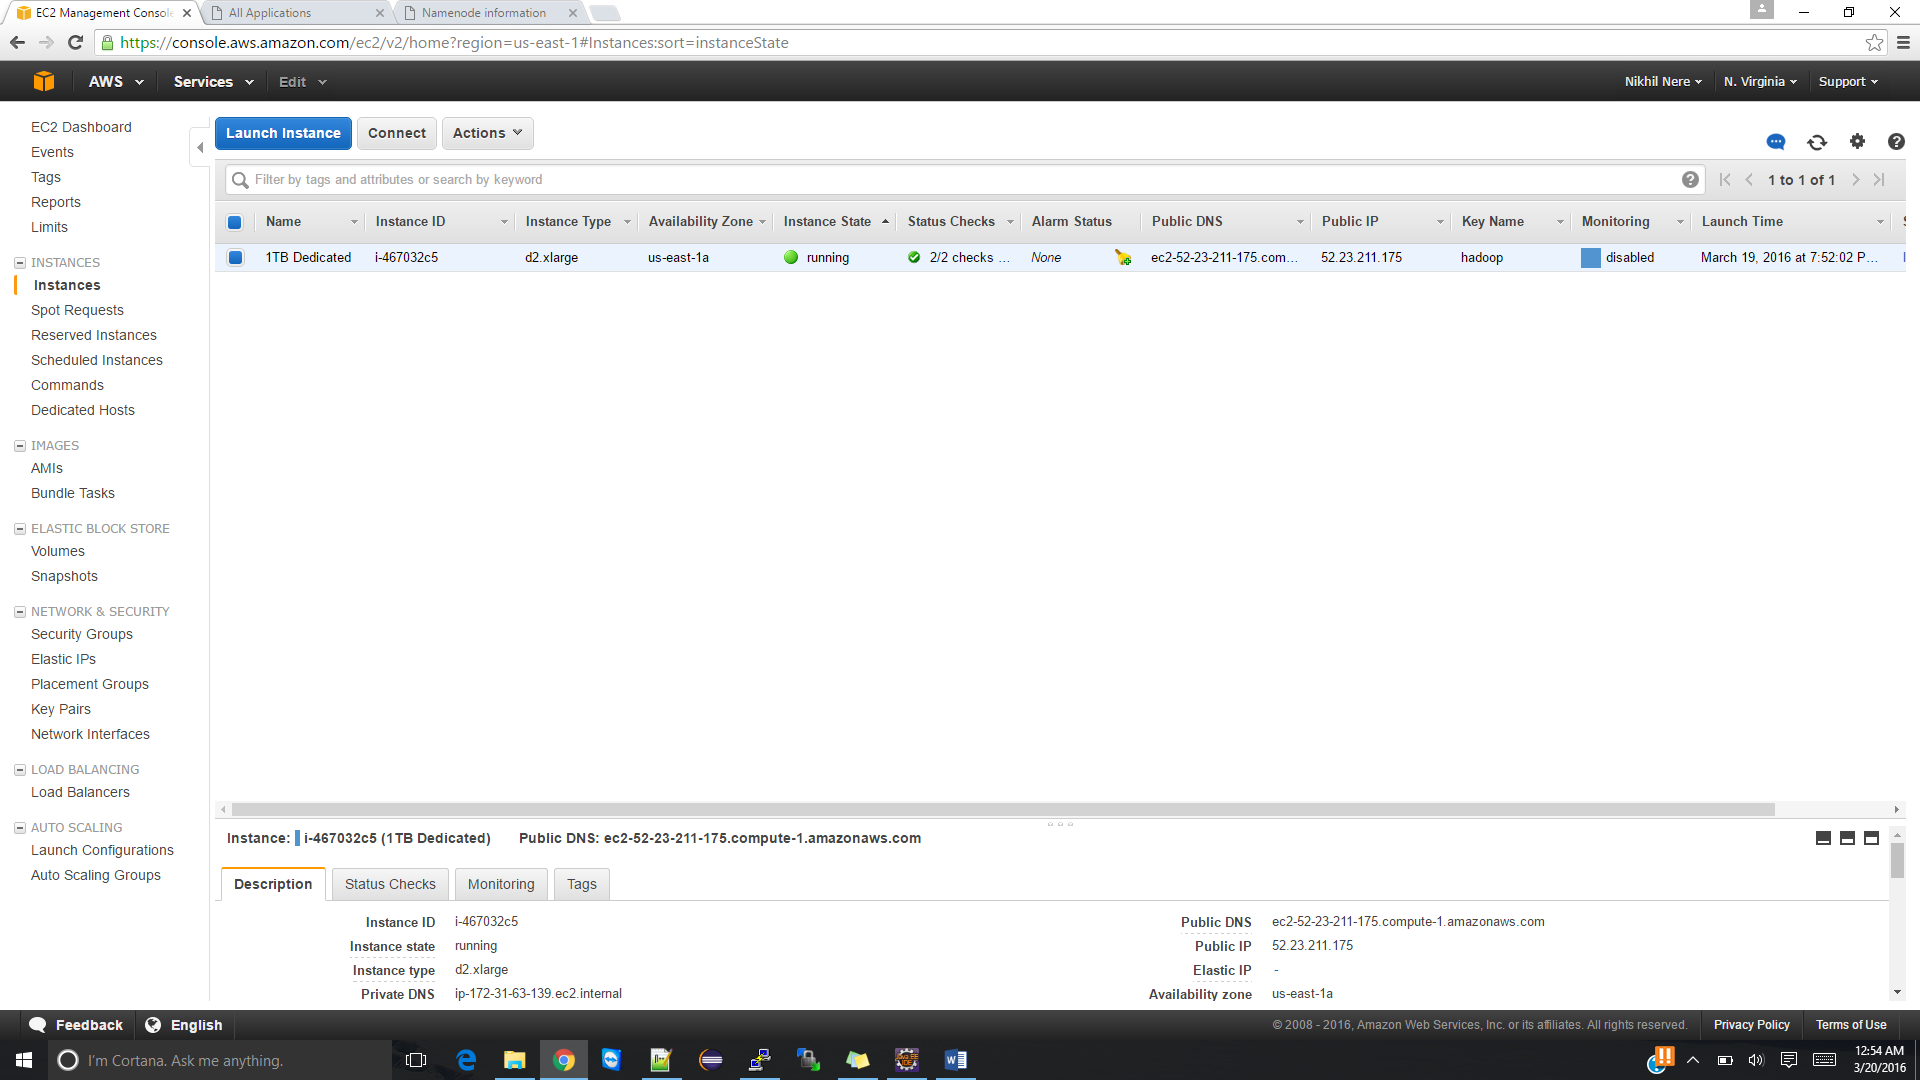 EC2 Management Consol
All Applications
Namenode information
https://console.aws.amazon.com/ec2/v2/home?region=us-east-1#Instances:sort=instanceState
AWS Services Edit Nikhil Nere N. Virginia Support
EC2 Dashboard
Events
Tags
Reports
Limits
INSTANCES
Instances
Spot Requests
Reserved Instances
Scheduled Instances
Commands
Dedicated Hosts
IMAGES
AMIs
Bundle Tasks
ELASTIC BLOCK STORE
Volumes
Snapshots
NETWORK & SECURITY
Security Groups
Elastic IPs
Placement Groups
Key Pairs
Network Interfaces
LOAD BALANCING
Load Balancers
AUTO SCALING
Launch Configurations
Auto Scaling Groups
Launch Instance Connect Actions
Filter by tags and attributes or search by keyword
1 to 1 of 1
Name Instance ID Instance Type Availability Zone Instance State Status Checks Alarm Status Public DNS Public IP Key Name Monitoring Launch Time
1TB Dedicated i-467032c5 d2.xlarge us-east-1a running 2/2 checks ... None ec2-52-23-211-175.com... 52.23.211.175 hadoop disabled March 19, 2016 at 7:52:02 P...
Instance: i-467032c5 (1TB Dedicated) Public DNS: ec2-52-23-211-175.compute-1.amazonaws.com
Description Status Checks Monitoring Tags
Instance ID i-467032c5 Public DNS ec2-52-23-211-175.compute-1.amazonaws.com
Instance state running Public IP 52.23.211.175
Instance type d2.xlarge Elastic IP -
Private DNS ip-172-31-63-139.ec2.internal Availability zone us-east-1a
Feedback English © 2008 - 2016, Amazon Web Services, Inc. or its affiliates. All rights reserved. Privacy Policy Terms of Use
I'm Cortana. Ask me anything.
12:54 AM
3/20/2016